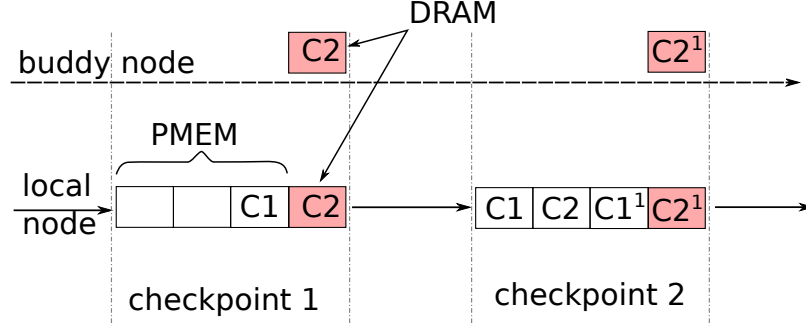 DRAM
C2
C2¹
buddy node
PMEM
local
node
C1 C2
C1 C2 C1¹ C2¹
checkpoint 1
checkpoint 2